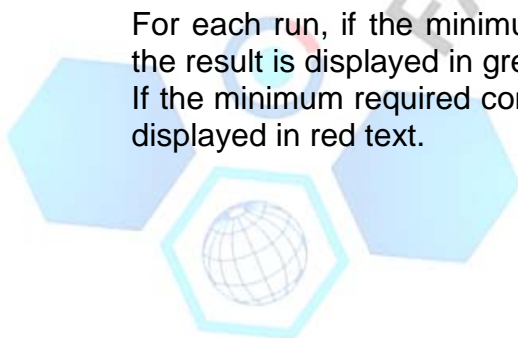 For each run, if the minimu
the result is displayed in gre
If the minimum required cor
displayed in red text.